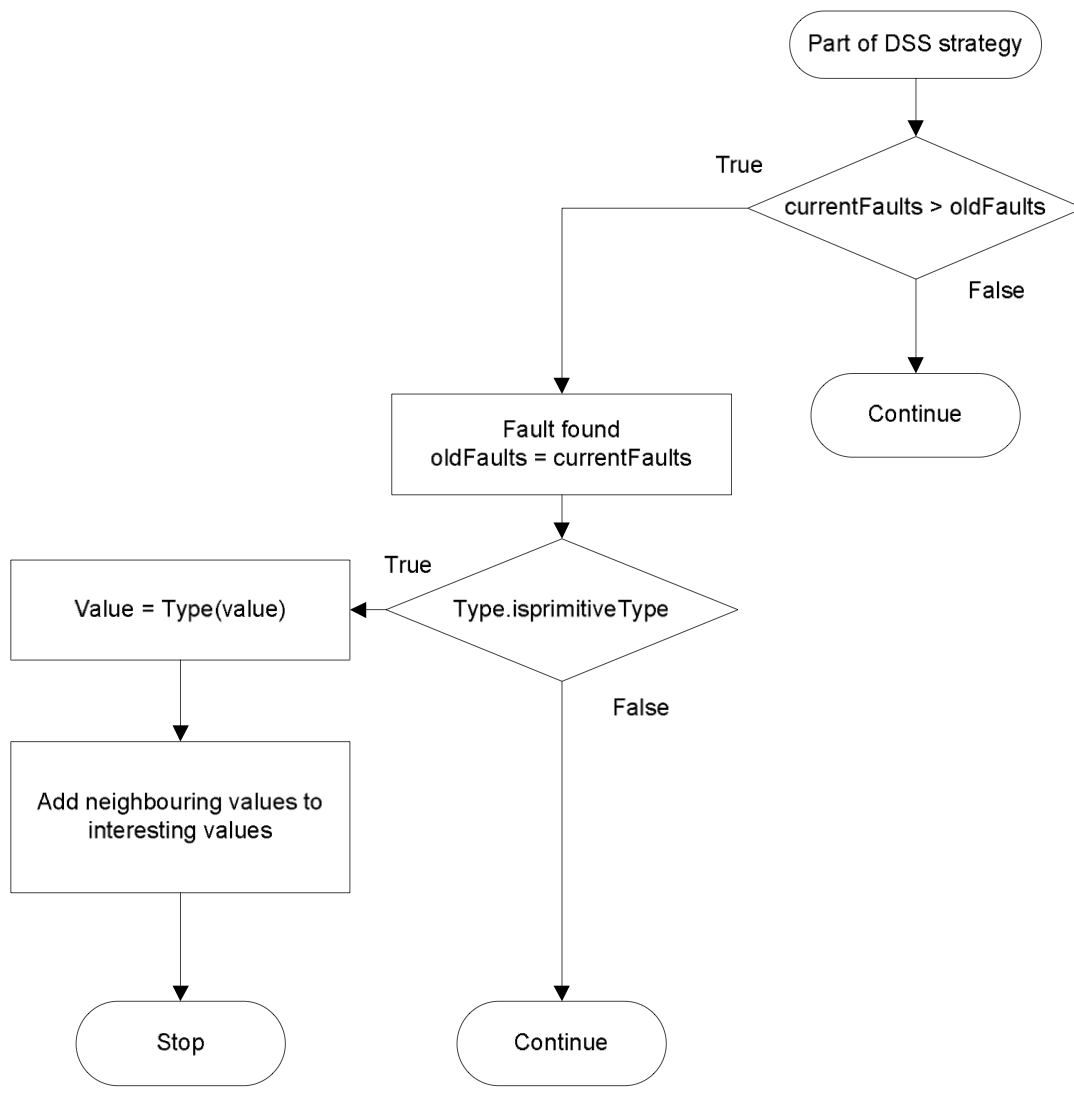 Part of DSS strategy
True
currentFaults > oldFaults
False
Continue
Fault found
oldFaults = currentFaults
True
Value = Type(value)
Type.isprimitiveType
False
Add neighbouring values to
interesting values
Stop
Continue